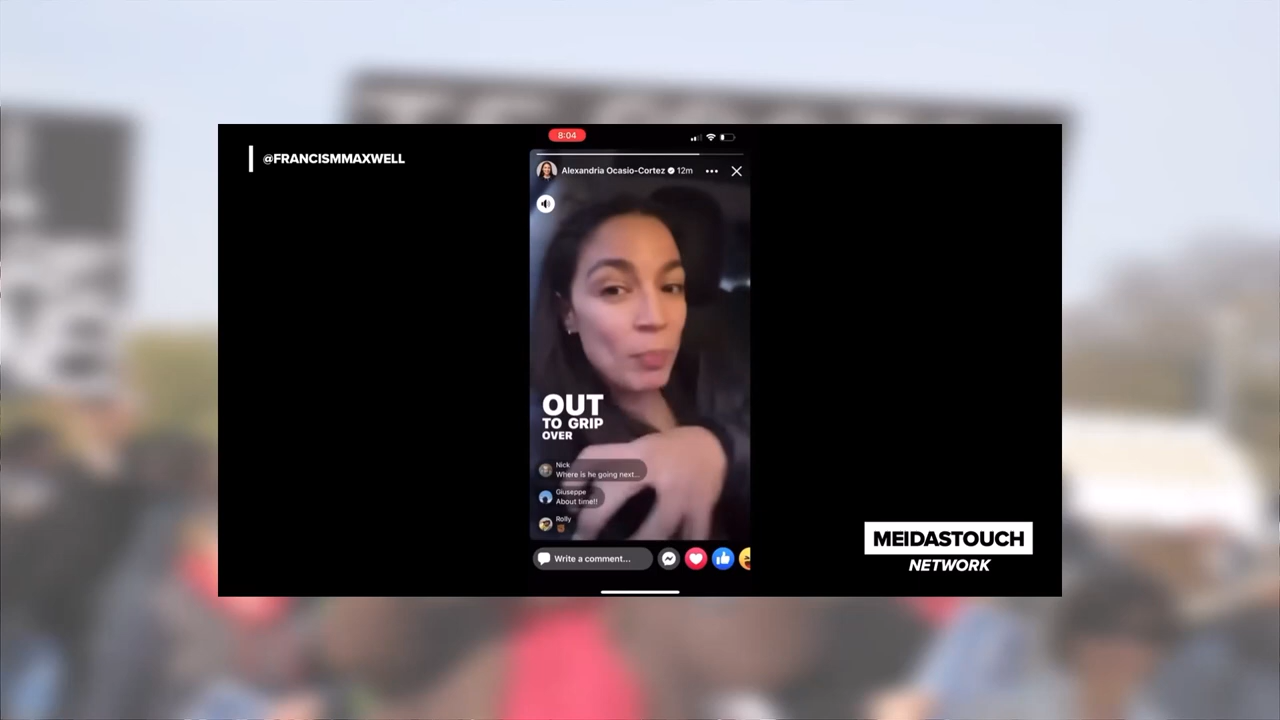 @FRANCISMMAXWELL
8:04
Alexandria Ocasio-Cortez 12m
OUT
TO GRIP
OVER
Nick
Where is he going next...
Giuseppe
About time!!
Rolly
Write a comment...
MEIDASTOUCH
NETWORK